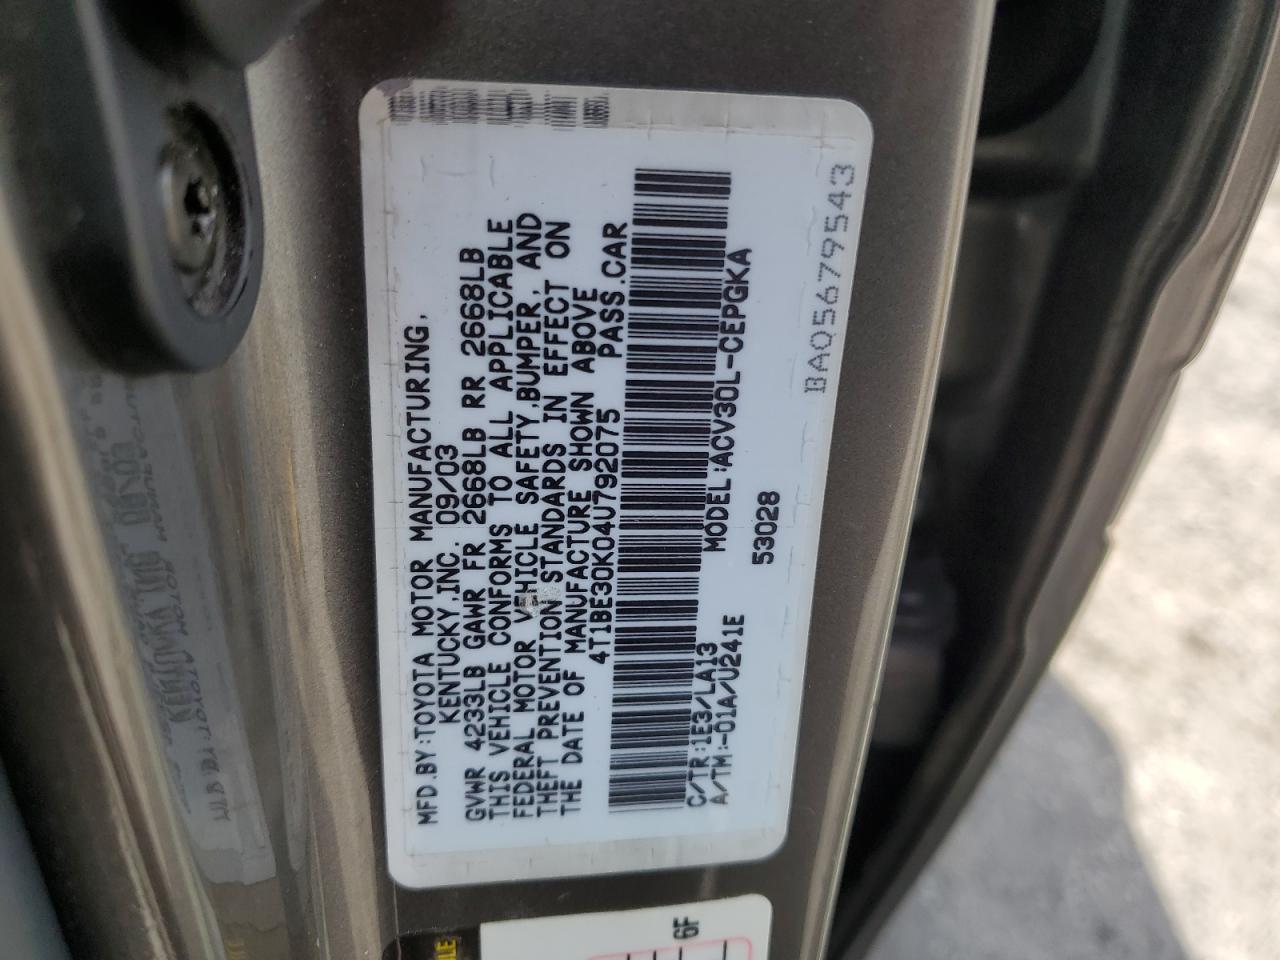 MFD.BY:TOYOTA MOTOR MANUFACTURING,
KENTUCKY,INC. 09/03
GVWR 4233LB GAWR FR 2668LB RR 2668LB
THIS VEHICLE CONFORMS TO ALL APPLICABLE
FEDERAL MOTOR VEHICLE SAFETY,BUMPER, AND
THEFT PREVENTION STANDARDS IN EFFECT ON
THE DATE OF MANUFACTURE SHOWN ABOVE
4T1BE30K04U792075 PASS.CAR
C/TR:1E3/LA13 MODEL:ACV30L-CEPGKA
A/TM:-01A/U241E
53028
BAQ5679543
6F